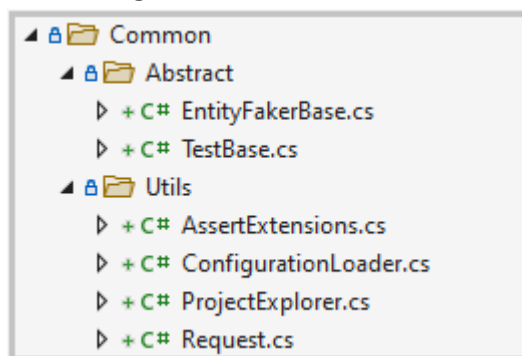 Common
Abstract
+ C# EntityFakerBase.cs
+ C# TestBase.cs
Utils
+ C# AssertExtensions.cs
+ C# ConfigurationLoader.cs
+ C# ProjectExplorer.cs
+ C# Request.cs